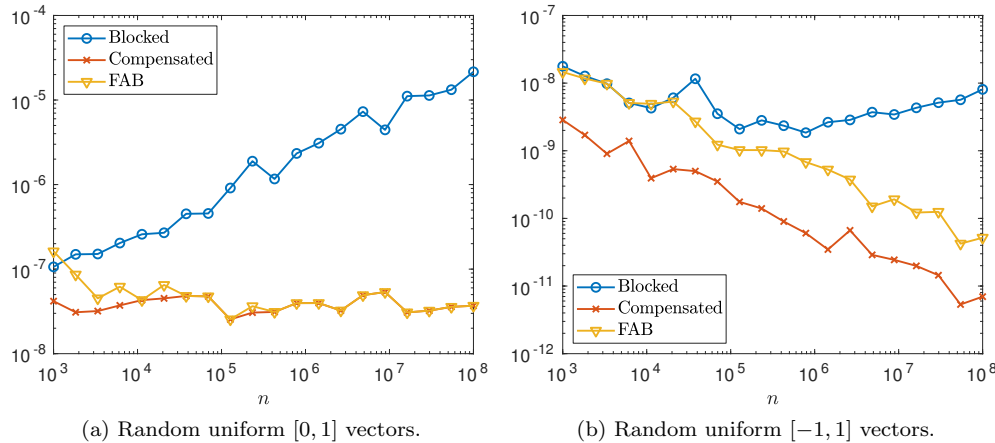 10^-4
10^-5
10^-6
10^-7
10^-8
Blocked
Compensated
FAB
10^3 10^4 10^5 10^6 10^7 10^8
n
(a) Random uniform [0, 1] vectors.
10^-7
10^-8
10^-9
10^-10
10^-11
10^-12
Blocked
Compensated
FAB
10^3 10^4 10^5 10^6 10^7 10^8
n
(b) Random uniform [−1, 1] vectors.